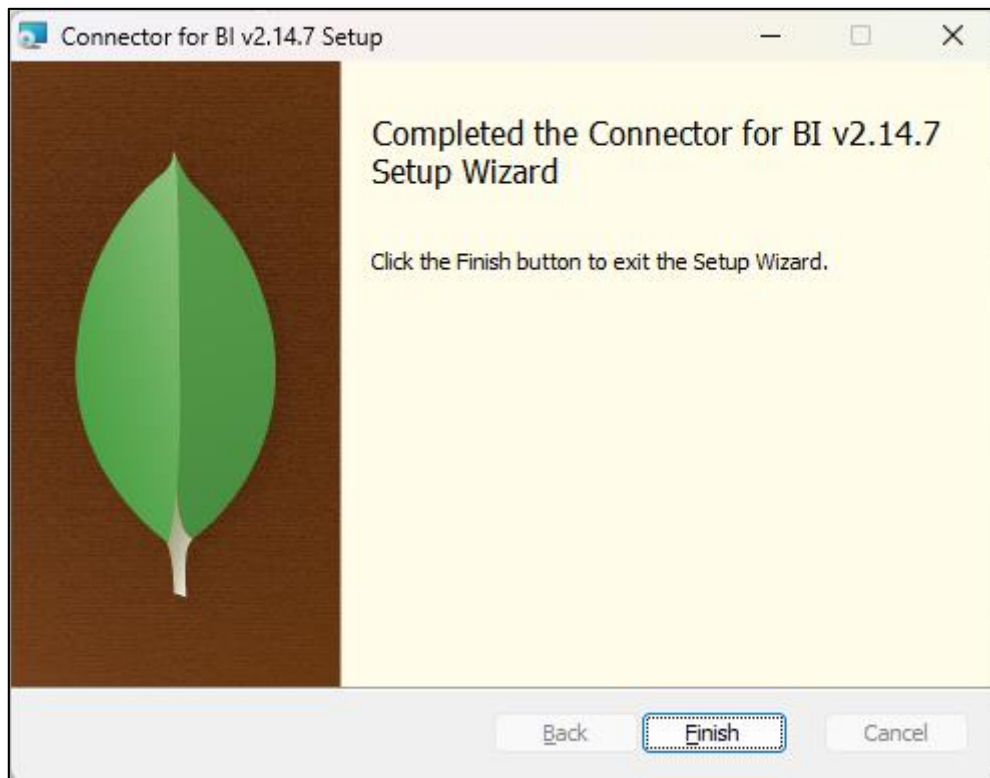 Connector for BI v2.14.7 Setup
Completed the Connector for BI v2.14.7
Setup Wizard
Click the Finish button to exit the Setup Wizard.
Back
Finish
Cancel